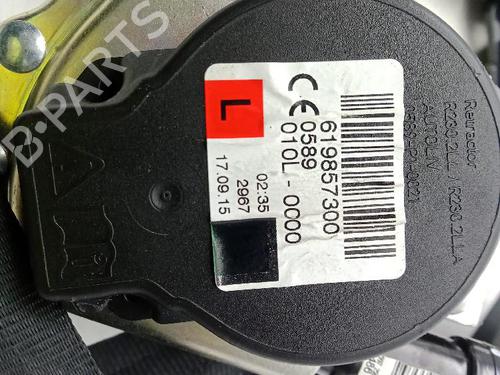 Retractor
R230.2LL / R230.2LLA
AUTOLIV
619857300
CE 0589
010L - 0000
02:35
2967
17.09.15
L
B-PARTS